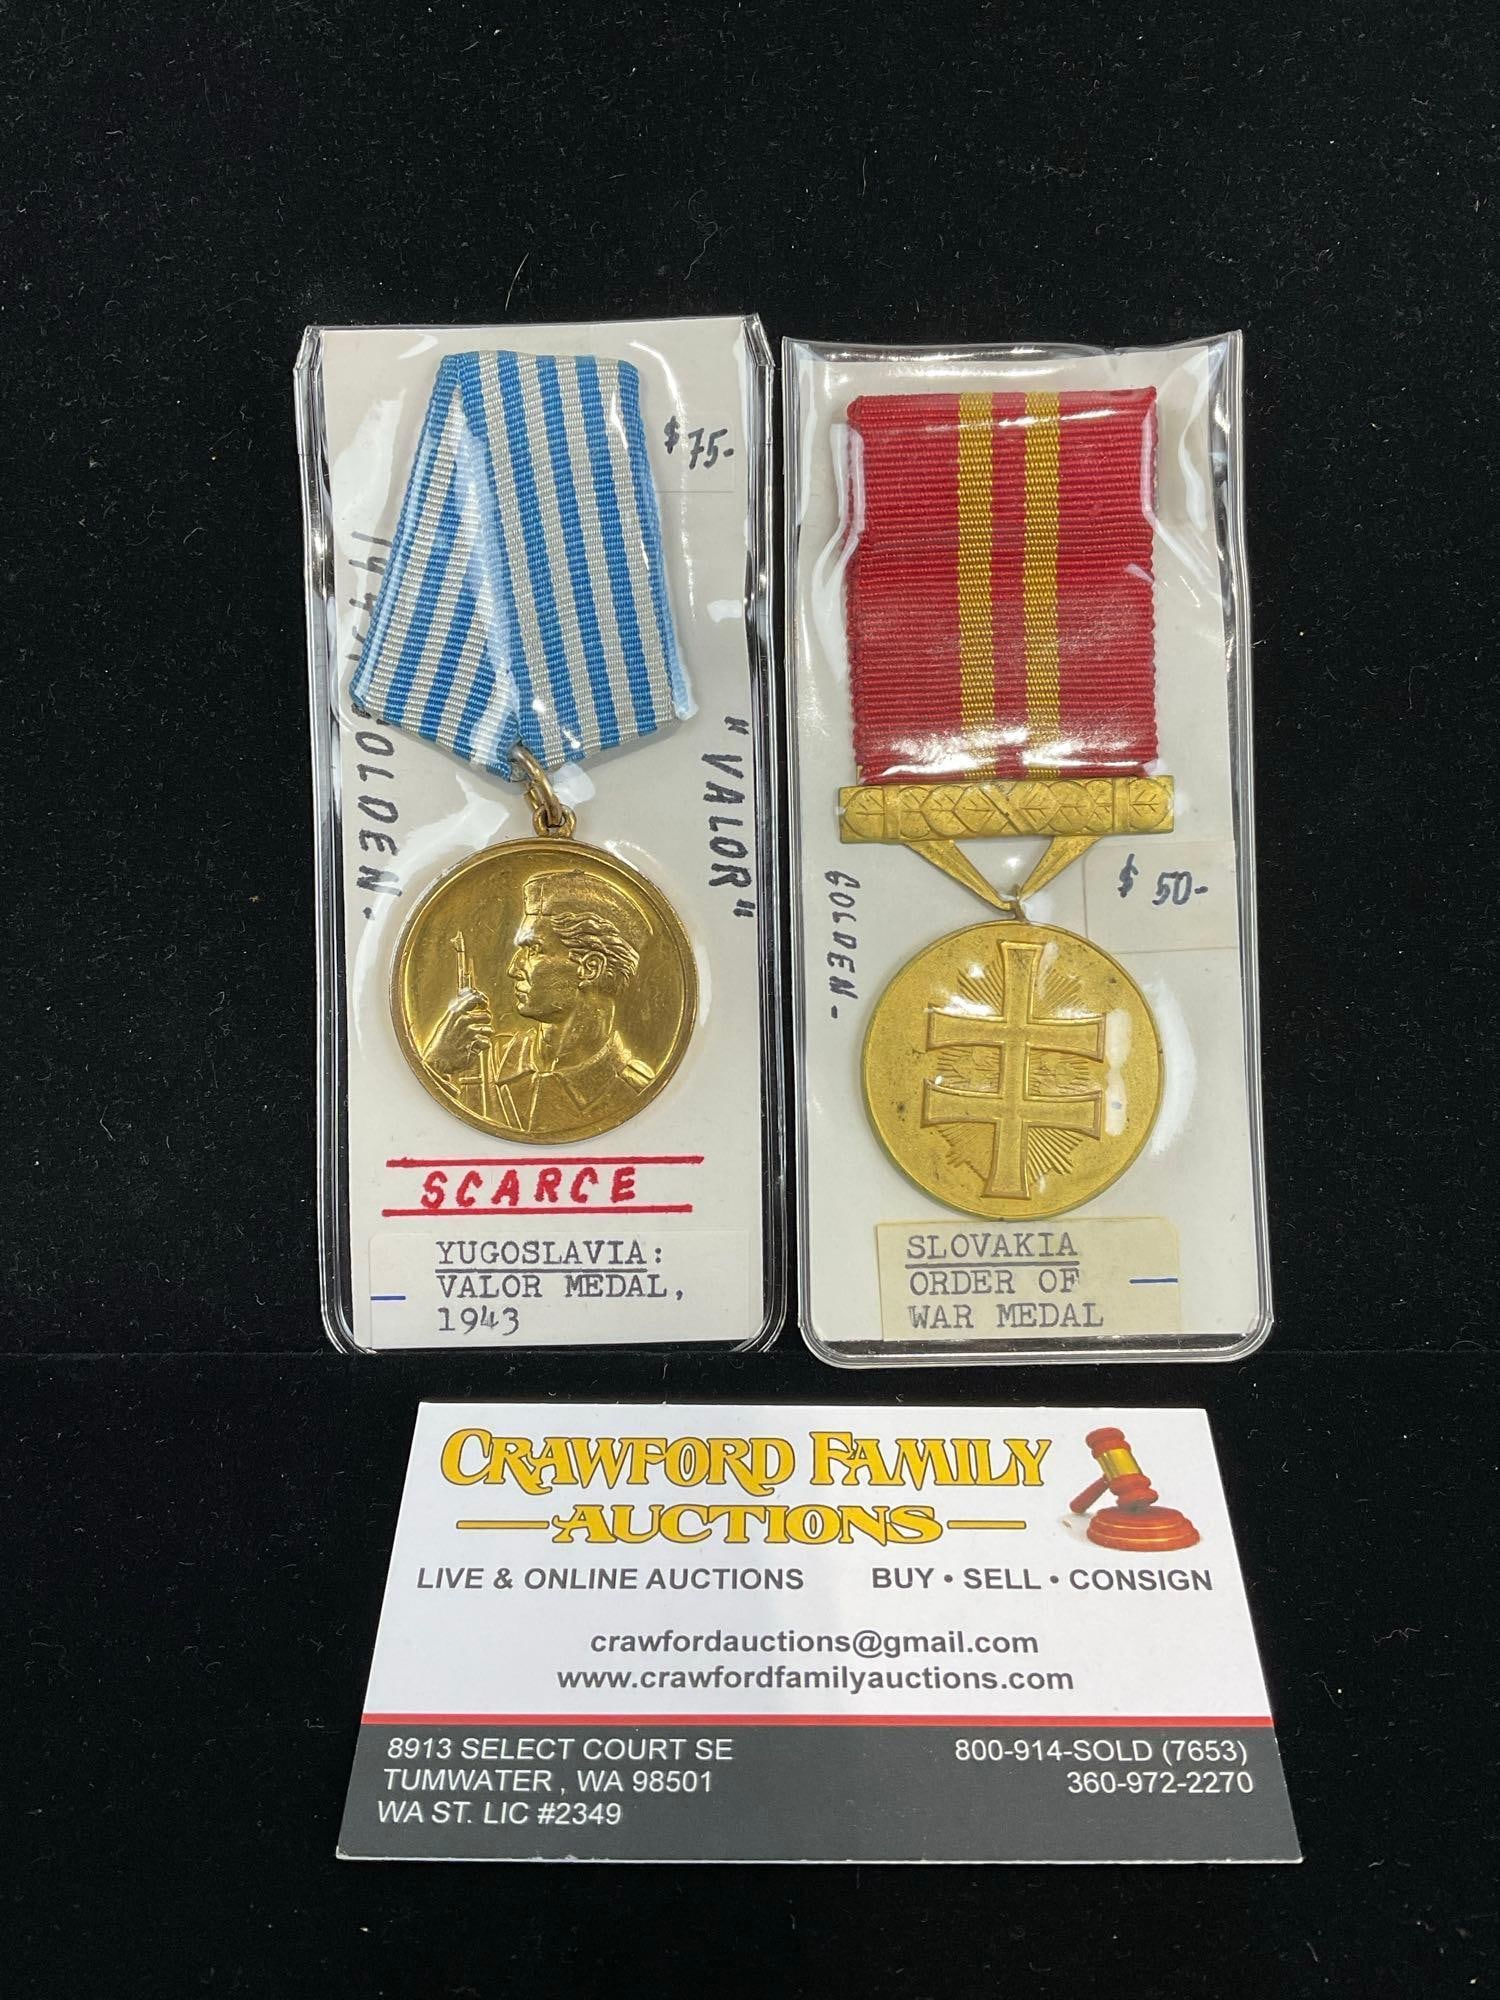 $75-
1943 GOLDEN.
"VALOR"
SCARCE
YUGOSLAVIA:
VALOR MEDAL,
1943
GOLDEN-
$50-
SLOVAKIA
ORDER OF
WAR MEDAL
CRAWFORD FAMILY
AUCTIONS
LIVE & ONLINE AUCTIONS BUY • SELL • CONSIGN
crawfordauctions@gmail.com
www.crawfordfamilyauctions.com
8913 SELECT COURT SE
TUMWATER , WA 98501
WA ST. LIC #2349
800-914-SOLD (7653)
360-972-2270